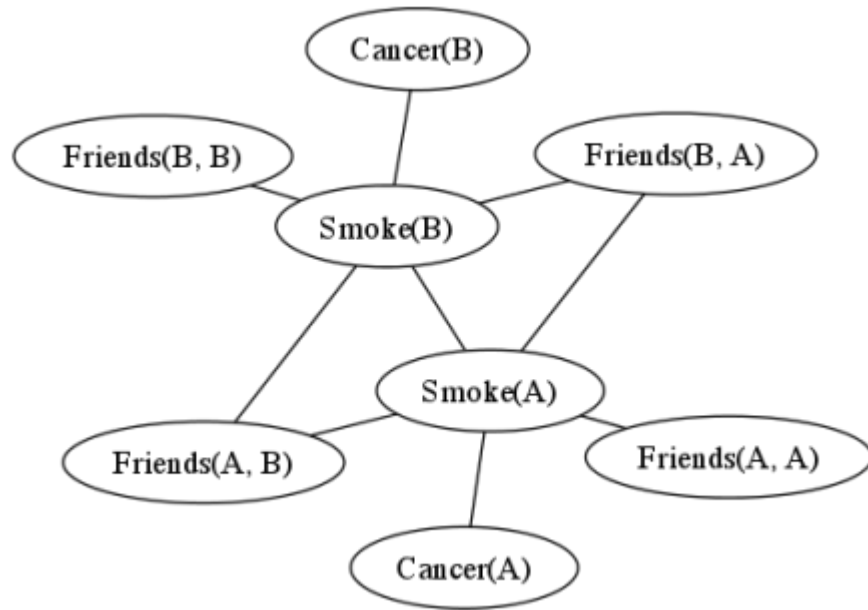 Cancer(B)
Friends(B, B)
Friends(B, A)
Smoke(B)
Smoke(A)
Friends(A, B)
Friends(A, A)
Cancer(A)